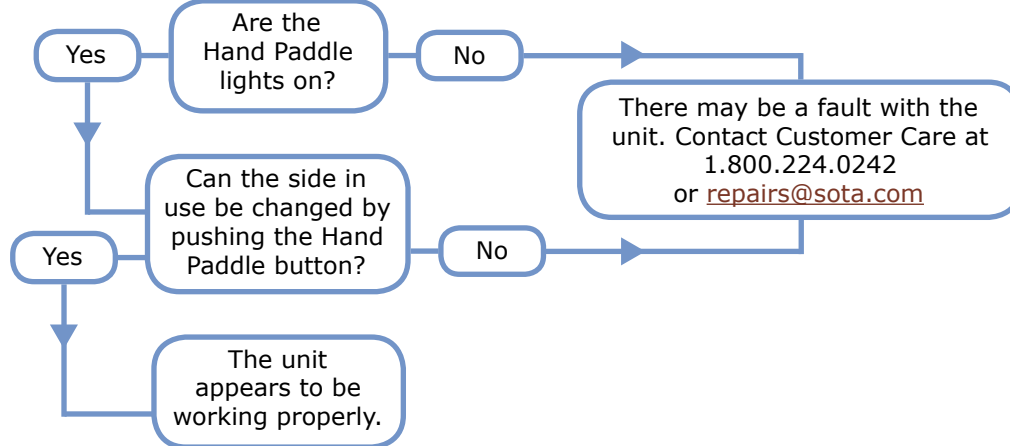 Are the
Hand Paddle
lights on?
Yes
No
There may be a fault with the
unit. Contact Customer Care at
1.800.224.0242
or repairs@sota.com
Can the side in
use be changed by
pushing the Hand
Paddle button?
Yes
No
The unit
appears to be
working properly.